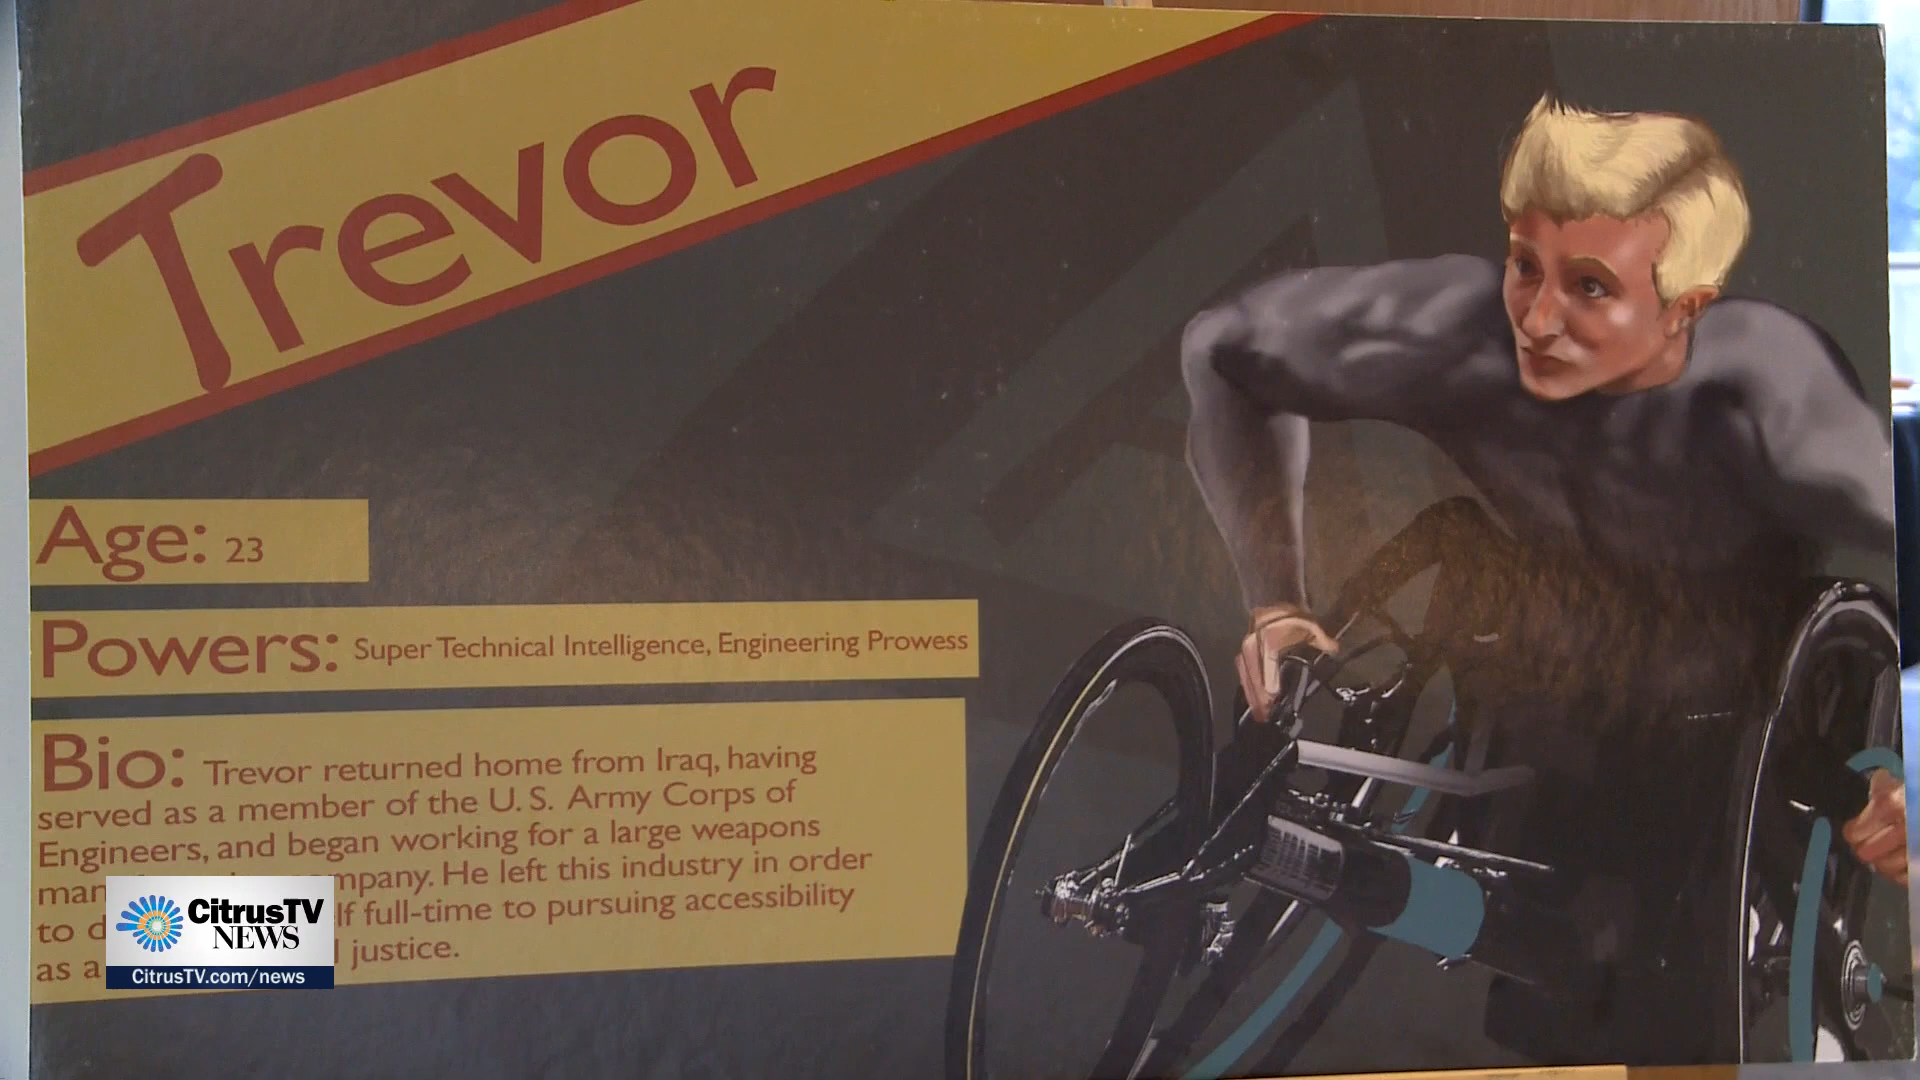 Trevor
Age: 23
Powers: Super Technical Intelligence, Engineering Prowess
Bio: Trevor returned home from Iraq, having
served as a member of the U. S. Army Corps of
Engineers, and began working for a large weapons
He left this industry in order
to full-time to pursuing accessibility
as a justice.
CitrusTV
NEWS
CitrusTV.com/news